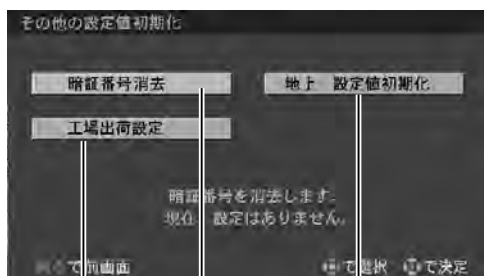 その他の設定値初期化
暗証番号消去
地上 設定値初期化
工場出荷設定
暗証番号を消去します。
現在 設定はありません。
で前画面
で選択 で決定